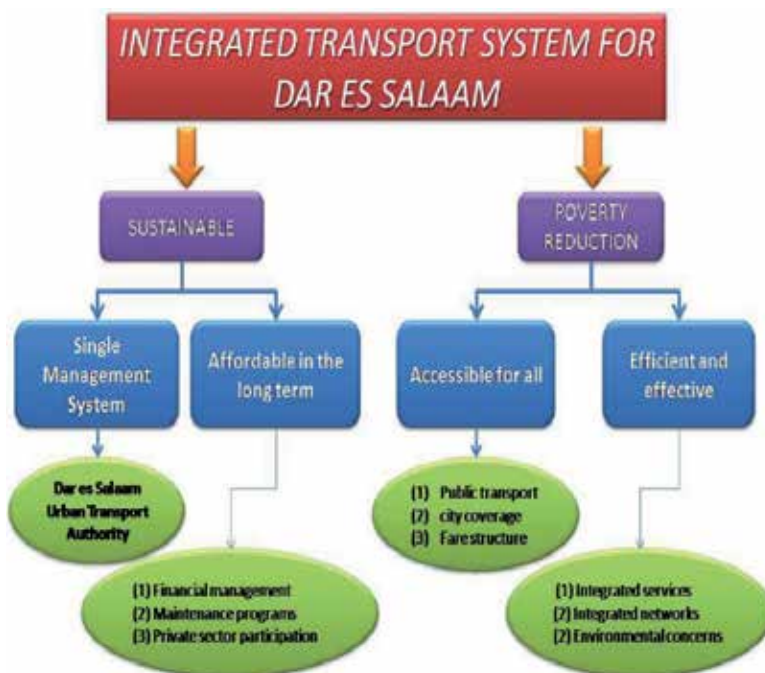 INTEGRATED TRANSPORT SYSTEM FOR
DAR ES SALAAM
SUSTAINABLE
POVERTY
REDUCTION
Single
Management
System
Affordable in the
long term
Accessible for all
Efficient and
effective
Dar es Salaam
Urban Transport
Authority
(1) Public transport
(2) city coverage
(3) Fare structure
(1) Financial management
(2) Maintenance programs
(3) Private sector participation
(1) Integrated services
(2) Integrated networks
(2) Environmental concerns